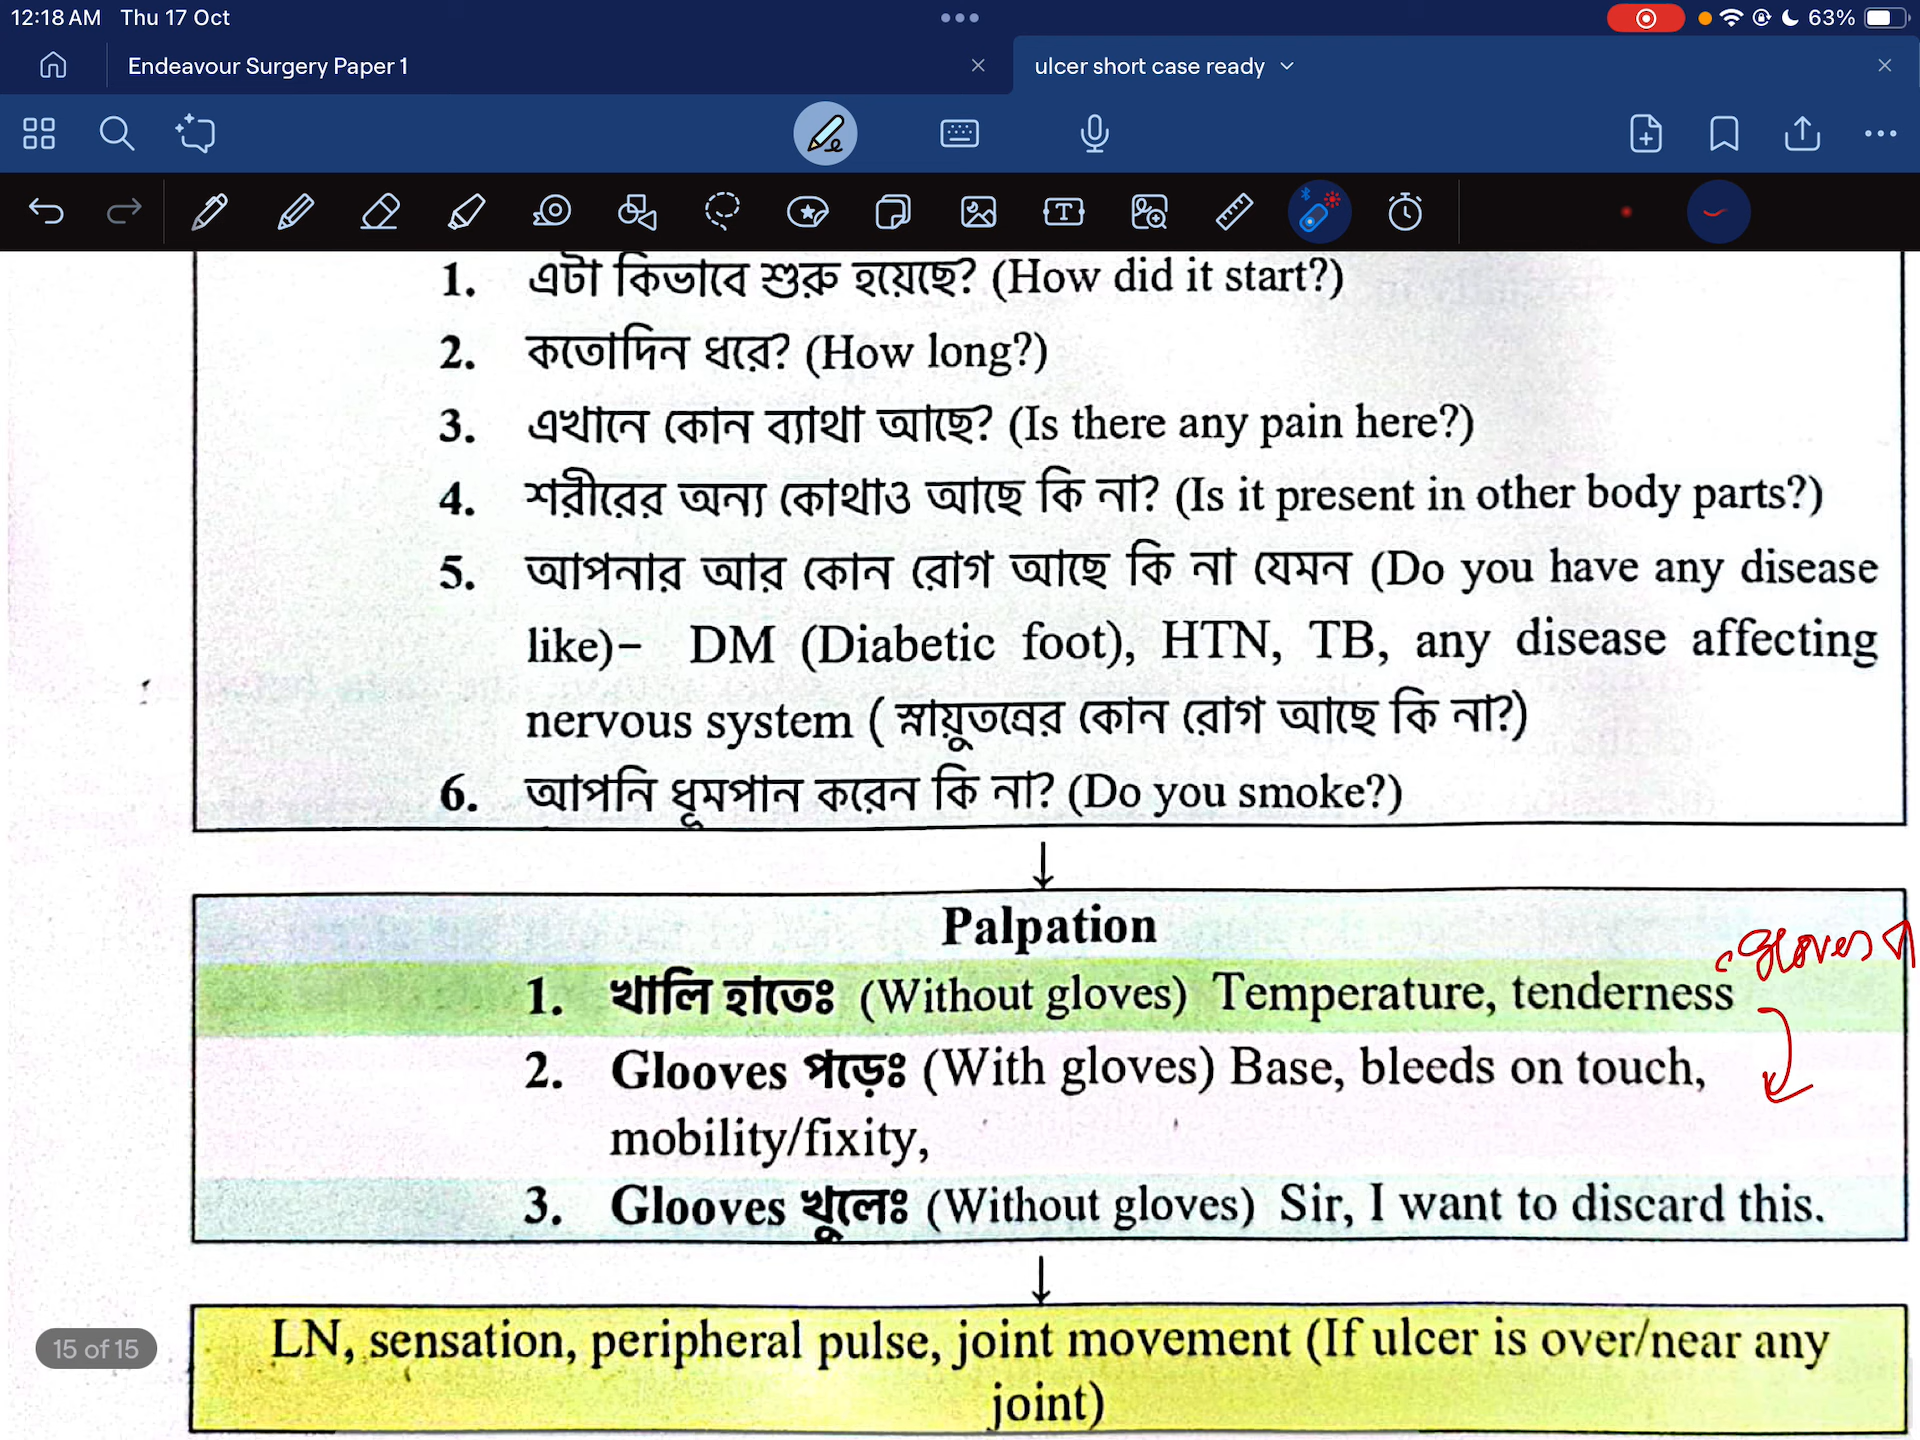 12:18 AM Thu 17 Oct
63%
Endeavour Surgery Paper 1
ulcer short case ready
1. এটা কিভাবে শুরু হয়েছে? (How did it start?)
2. কতোদিন ধরে? (How long?)
3. এখানে কোন ব্যাথা আছে? (Is there any pain here?)
4. শরীরের অন্য কোথাও আছে কি না? (Is it present in other body parts?)
5. আপনার আর কোন রোগ আছে কি না যেমন (Do you have any disease
like)– DM (Diabetic foot), HTN, TB, any disease affecting
nervous system ( স্নায়ুতন্ত্রের কোন রোগ আছে কি না?)
6. আপনি ধূমপান করেন কি না? (Do you smoke?)
↓
Palpation
gloves
1. খালি হাতেঃ (Without gloves) Temperature, tenderness
2. Glooves পড়েঃ (With gloves) Base, bleeds on touch,
mobility/fixity,
3. Glooves খুলেঃ (Without gloves) Sir, I want to discard this.
↓
LN, sensation, peripheral pulse, joint movement (If ulcer is over/near any
joint)
15 of 15